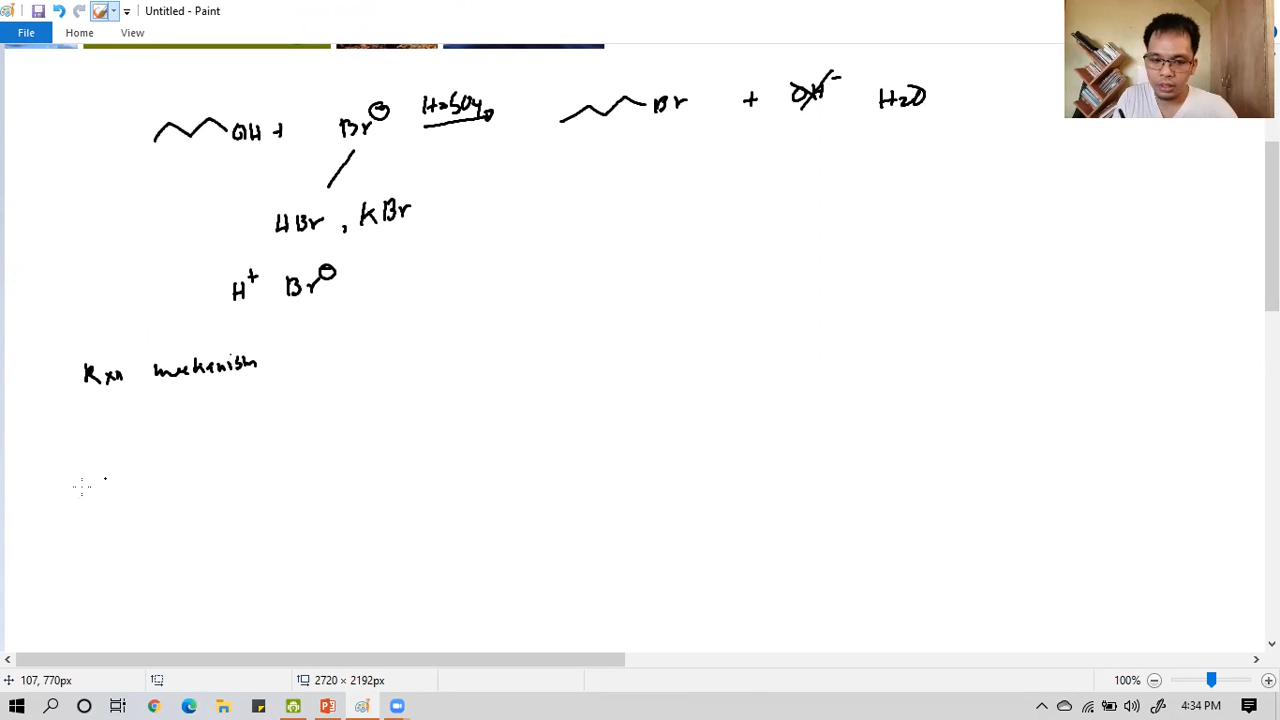 Untitled - Paint
File Home View
OH + Br⊖ H2SO4 Br + OH- H2O
HBr , KBr
H+ Br⊖
Rxn mechanism
107, 770px 2720 × 2192px 100%
4:34 PM